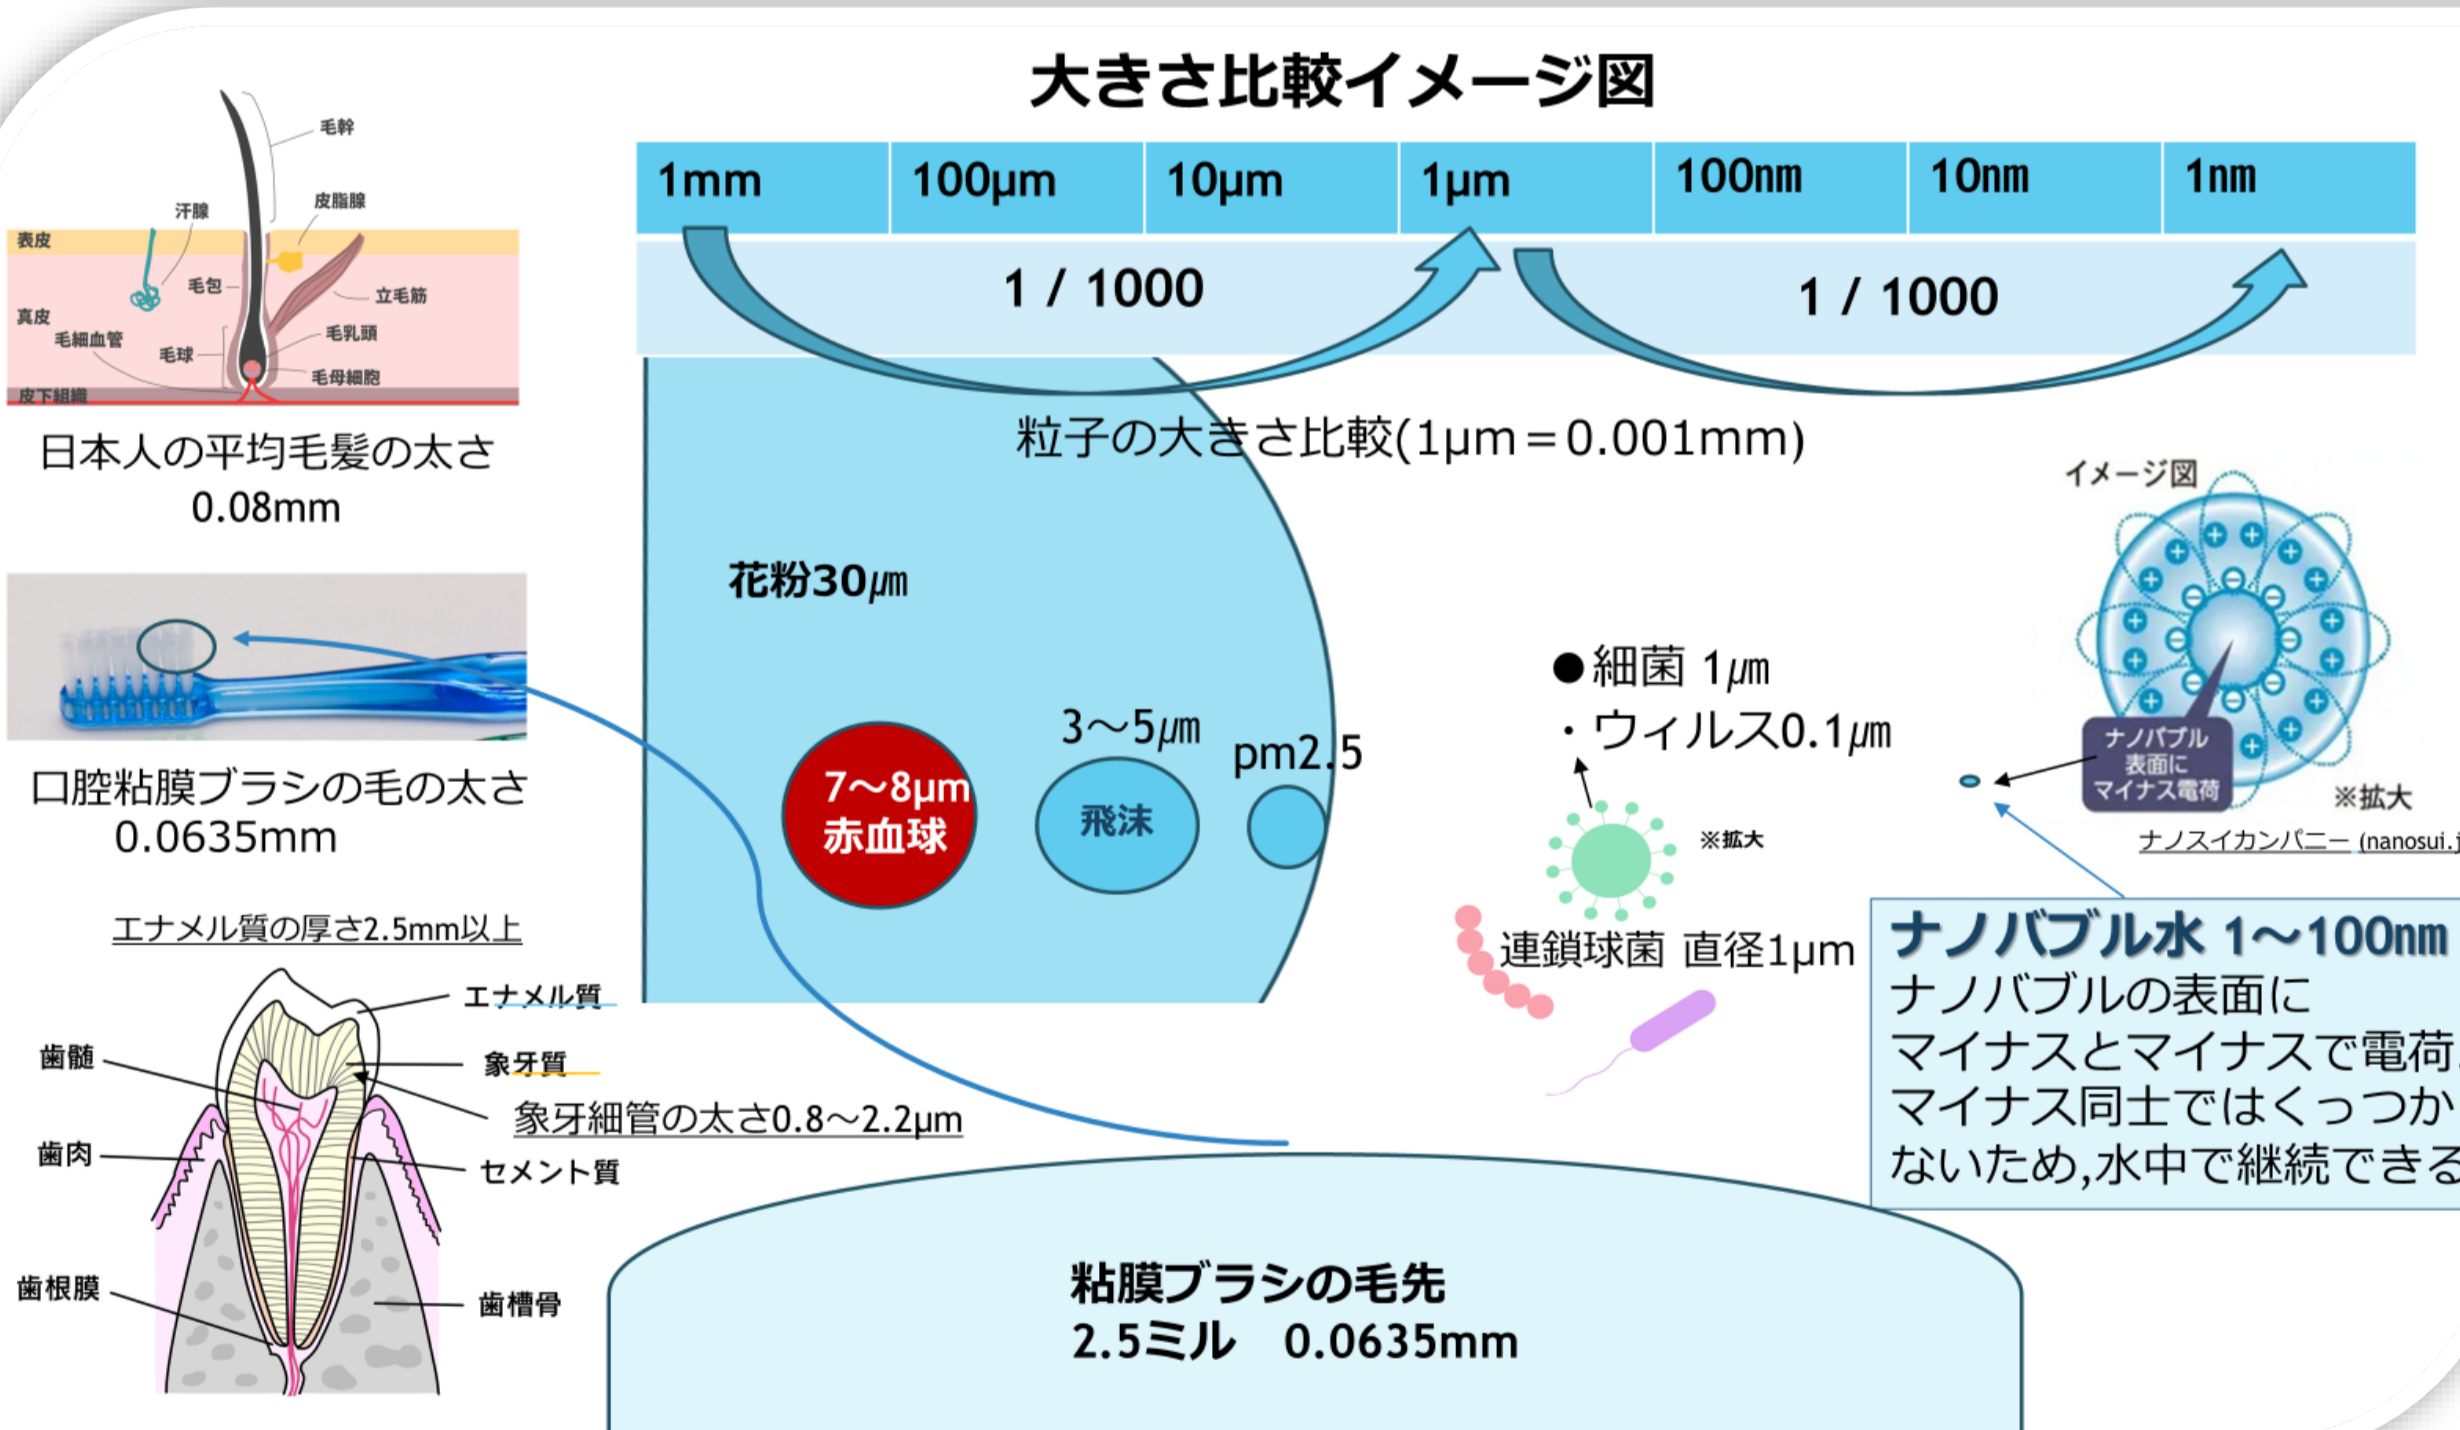 大きさ比較イメージ図
1mm 100μm 10μm 1μm 100nm 10nm 1nm
1 / 1000 1 / 1000
毛幹
皮脂腺
汗腺
表皮
毛包
立毛筋
真皮
毛細血管
毛乳頭
毛球
毛母細胞
皮下組織
日本人の平均毛髪の太さ
0.08mm
口腔粘膜ブラシの毛の太さ
0.0635mm
エナメル質の厚さ2.5mm以上
エナメル質
歯髄
象牙質
象牙細管の太さ0.8~2.2μm
歯肉
セメント質
歯根膜
歯槽骨
粒子の大きさ比較(1μm=0.001mm)
花粉30㎛
7~8μm
赤血球
3~5㎛
飛沫
pm2.5
●細菌 1㎛
・ウィルス0.1㎛
※拡大
連鎖球菌 直径1μm
イメージ図
ナノバブル
表面に
マイナス電荷
※拡大
ナノスイカンパニー (nanosui.j
ナノバブル水 1~100nm
ナノバブルの表面に
マイナスとマイナスで電荷
マイナス同士ではくっつか
ないため,水中で継続できる
粘膜ブラシの毛先
2.5ミル 0.0635mm